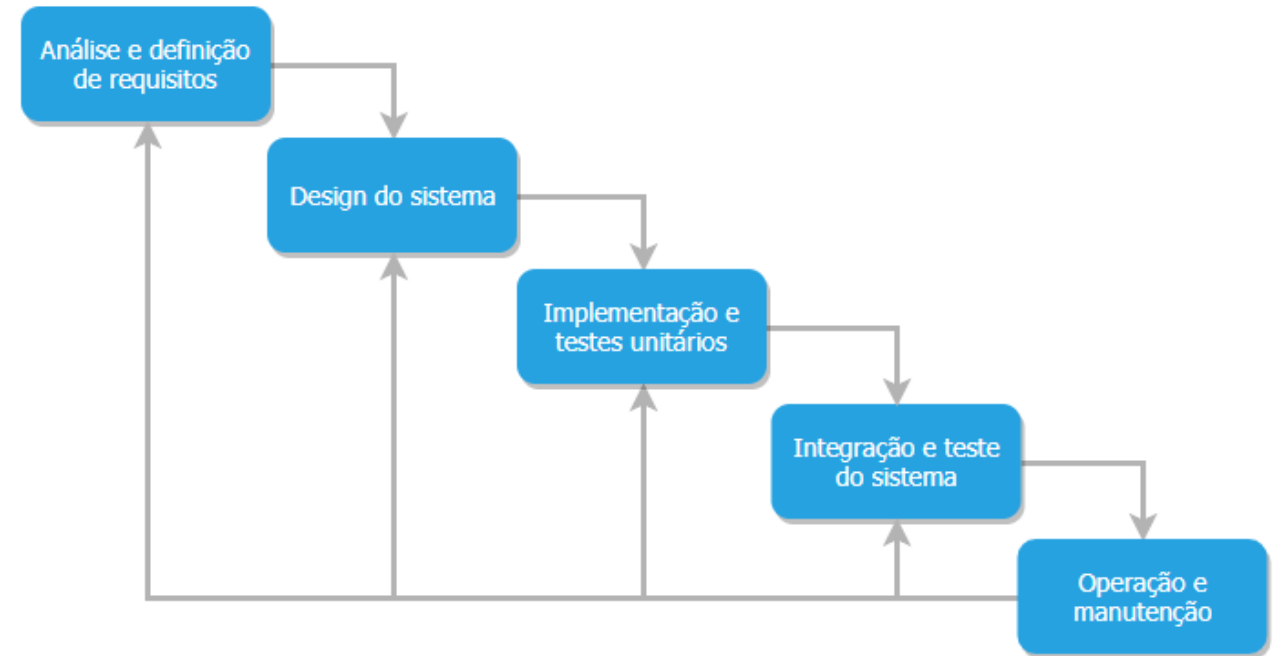 Análise e definição
de requisitos
Design do sistema
Implementação e
testes unitários
Integração e teste
do sistema
Operação e
manutenção